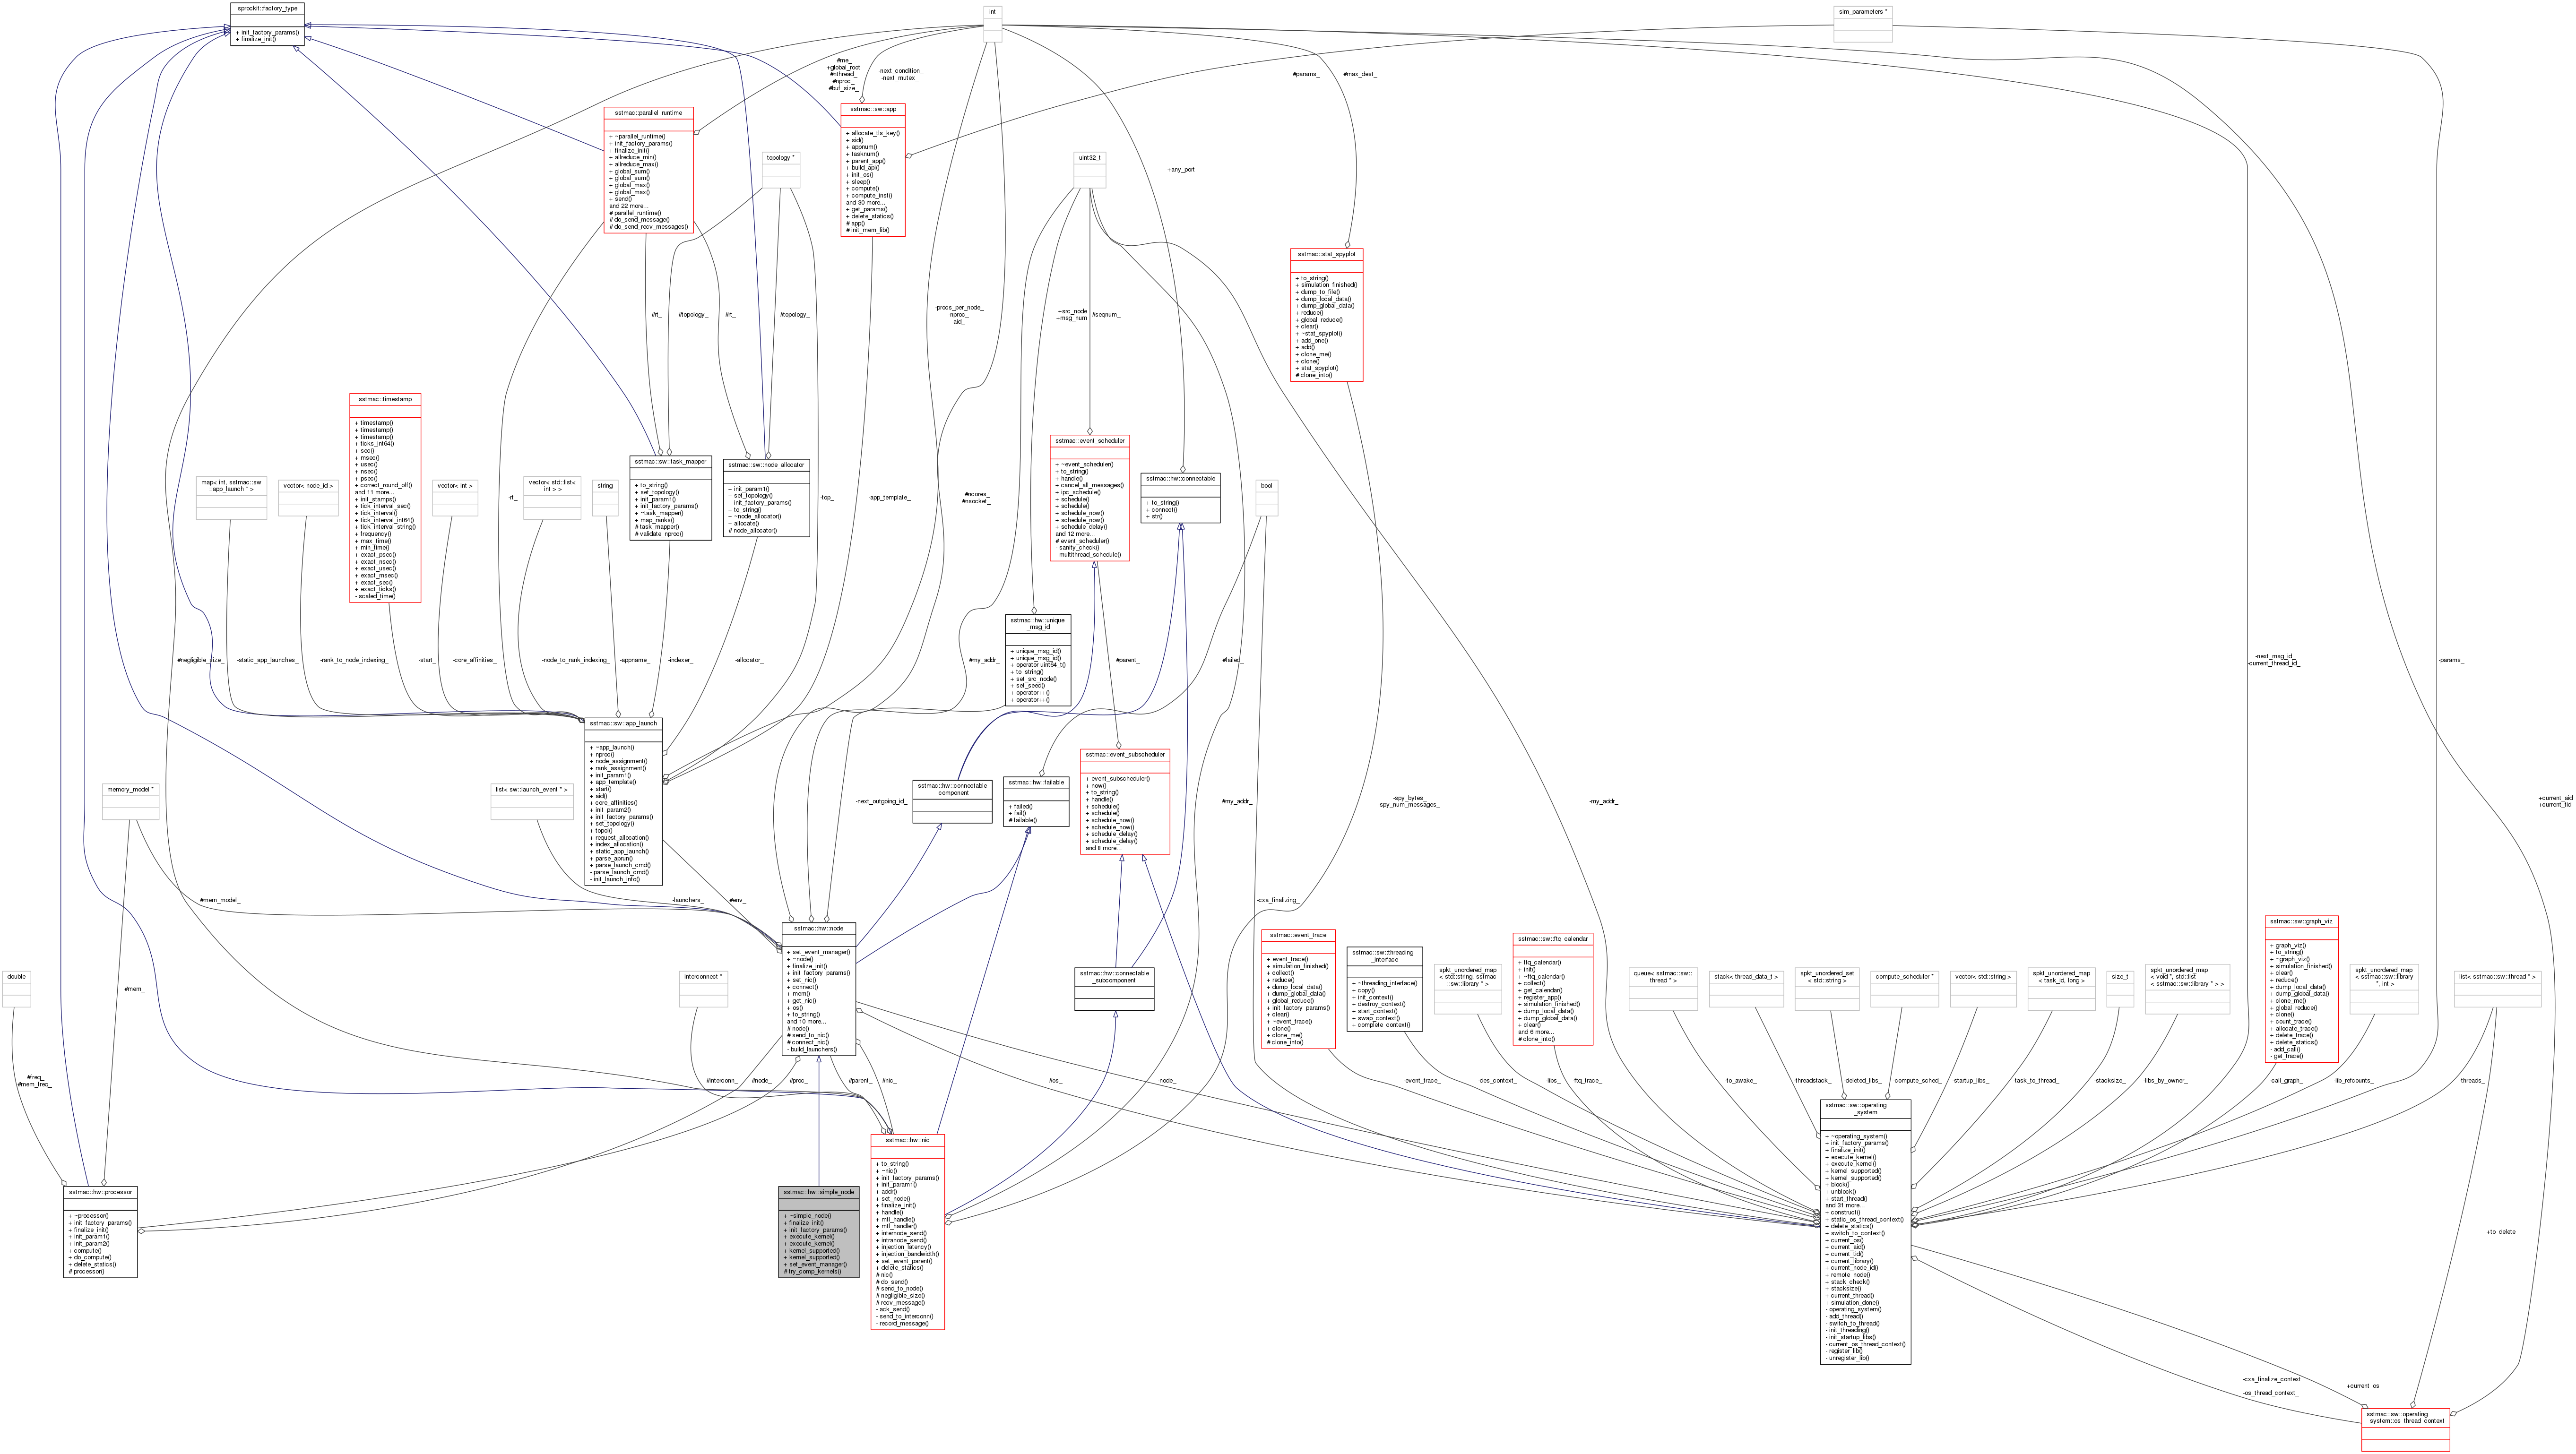 sprockit::factory_type
+ init_factory_params()
+ finalize_init()
int
sim_parameters *
#me_
+global_root
#nthread_
#nproc_
#buf_size_
-next_condition_
-next_mutex_
#params_
#max_dest_
sstmac::parallel_runtime
+ ~parallel_runtime()
+ init_factory_params()
+ finalize_init()
+ allreduce_min()
+ allreduce_max()
+ global_sum()
+ global_sum()
+ global_max()
+ global_max()
+ send()
and 22 more...
# parallel_runtime()
# do_send_message()
# do_send_recv_messages()
sstmac::sw::app
+ allocate_tls_key()
+ sid()
+ appnum()
+ tasknum()
+ parent_app()
+ build_api()
+ init_os()
+ sleep()
+ compute()
+ compute_inst()
and 30 more...
+ get_params()
+ delete_statics()
# app()
# init_mem_lib()
topology *
uint32_t
+any_port
sstmac::stat_spyplot
+ to_string()
+ simulation_finished()
+ dump_to_file()
+ dump_local_data()
+ dump_global_data()
+ reduce()
+ global_reduce()
+ clear()
+ ~stat_spyplot()
+ add_one()
+ add()
+ clone_me()
+ clone()
+ stat_spyplot()
# clone_into()
#rt_
#topology_
#rt_
#topology_
-procs_per_node_
-nproc_
-aid_
+src_node
+msg_num
#seqnum_
sstmac::timestamp
+ timestamp()
+ timestamp()
+ timestamp()
+ ticks_int64()
+ sec()
+ msec()
+ usec()
+ nsec()
+ psec()
+ correct_round_off()
and 11 more...
+ init_stamps()
+ tick_interval_sec()
+ tick_interval()
+ tick_interval_int64()
+ tick_interval_string()
+ frequency()
+ max_time()
+ min_time()
+ exact_psec()
+ exact_nsec()
+ exact_usec()
+ exact_msec()
+ exact_sec()
+ exact_ticks()
- scaled_time()
map< int, sstmac::sw
::app_launch * >
vector< node_id >
vector< int >
vector< std::list<
int > >
string
sstmac::sw::task_mapper
+ to_string()
+ set_topology()
+ init_param1()
+ init_factory_params()
+ ~task_mapper()
+ map_ranks()
# task_mapper()
# validate_nproc()
sstmac::sw::node_allocator
+ init_param1()
+ set_topology()
+ init_factory_params()
+ to_string()
+ ~node_allocator()
+ allocate()
# node_allocator()
sstmac::event_scheduler
+ ~event_scheduler()
+ to_string()
+ handle()
+ cancel_all_messages()
+ ipc_schedule()
+ schedule()
+ schedule()
+ schedule_now()
+ schedule_now()
+ schedule_delay()
and 12 more...
# event_scheduler()
- sanity_check()
- multithread_schedule()
sstmac::hw::connectable
+ to_string()
+ connect()
+ str()
bool
-rt_
-top_
-app_template_
#ncores_
#nsocket_
sstmac::hw::unique
_msg_id
+ unique_msg_id()
+ unique_msg_id()
+ operator uint64_t()
+ to_string()
+ set_src_node()
+ set_seed()
+ operator++()
+ operator++()
#negligible_size_
-static_app_launches_
-rank_to_node_indexing_
-start_
-core_affinities_
-node_to_rank_indexing_
-appname_
-indexer_
-allocator_
#my_addr_
#parent_
#failed_
-next_msg_id_
-current_thread_id_
-params_
sstmac::sw::app_launch
+ ~app_launch()
+ nproc()
+ node_assignment()
+ rank_assignment()
+ init_param1()
+ app_template()
+ start()
+ aid()
+ core_affinities()
+ init_param2()
+ init_factory_params()
+ set_topology()
+ topol()
+ request_allocation()
+ index_allocation()
+ static_app_launch()
+ parse_aprun()
+ parse_launch_cmd()
- parse_launch_cmd()
- init_launch_info()
memory_model *
list< sw::launch_event * >
-next_outgoing_id_
sstmac::hw::connectable
_component
sstmac::hw::failable
+ failed()
+ fail()
# failable()
sstmac::event_subscheduler
+ event_subscheduler()
+ now()
+ to_string()
+ handle()
+ schedule()
+ schedule()
+ schedule_now()
+ schedule_now()
+ schedule_delay()
+ schedule_delay()
and 8 more...
#my_addr_
-spy_bytes_
-spy_num_messages_
-my_addr_
+current_aid
+current_tid
#mem_model_
-launchers_
#env_
-cxa_finalizing_
sstmac::hw::node
+ set_event_manager()
+ ~node()
+ finalize_init()
+ init_factory_params()
+ set_nic()
+ connect()
+ mem()
+ get_nic()
+ os()
+ to_string()
and 10 more...
# node()
# send_to_nic()
# connect_nic()
- build_launchers()
double
#mem_
interconnect *
sstmac::hw::connectable
_subcomponent
sstmac::event_trace
+ event_trace()
+ simulation_finished()
+ collect()
+ reduce()
+ dump_local_data()
+ dump_global_data()
+ global_reduce()
+ init_factory_params()
+ clear()
+ ~event_trace()
+ clone()
+ clone_me()
# clone_into()
sstmac::sw::threading
_interface
+ ~threading_interface()
+ copy()
+ init_context()
+ destroy_context()
+ start_context()
+ swap_context()
+ complete_context()
spkt_unordered_map
< std::string, sstmac
::sw::library * >
sstmac::sw::ftq_calendar
+ ftq_calendar()
+ init()
+ ~ftq_calendar()
+ collect()
+ get_calendar()
+ register_app()
+ simulation_finished()
+ dump_local_data()
+ dump_global_data()
+ clear()
and 6 more...
# clone_into()
queue< sstmac::sw::
thread * >
stack< thread_data_t >
spkt_unordered_set
< std::string >
compute_scheduler *
vector< std::string >
spkt_unordered_map
< task_id, long >
size_t
spkt_unordered_map
< void *, std::list
< sstmac::sw::library * > >
sstmac::sw::graph_viz
+ graph_viz()
+ to_string()
+ ~graph_viz()
+ simulation_finished()
+ clear()
+ reduce()
+ dump_local_data()
+ dump_global_data()
+ clone_me()
+ global_reduce()
+ clone()
+ count_trace()
+ allocate_trace()
+ delete_trace()
+ delete_statics()
- add_call()
- get_trace()
spkt_unordered_map
< sstmac::sw::library
*, int >
list< sstmac::sw::thread * >
#freq_
#mem_freq_
#interconn_
#node_
#proc_
#parent_
#nic_
#os_
-node_
-event_trace_
-des_context_
-libs_
-ftq_trace_
-to_awake_
-threadstack_
-deleted_libs_
-compute_sched_
-startup_libs_
-task_to_thread_
-stacksize_
-libs_by_owner_
-call_graph_
-lib_refcounts_
-threads_
sstmac::hw::processor
+ ~processor()
+ init_factory_params()
+ finalize_init()
+ init_param1()
+ init_param2()
+ compute()
+ do_compute()
+ delete_statics()
# processor()
sstmac::hw::simple_node
+ ~simple_node()
+ finalize_init()
+ init_factory_params()
+ execute_kernel()
+ execute_kernel()
+ kernel_supported()
+ kernel_supported()
+ set_event_manager()
# try_comp_kernels()
sstmac::hw::nic
+ to_string()
+ ~nic()
+ init_factory_params()
+ init_param1()
+ addr()
+ set_node()
+ finalize_init()
+ handle()
+ mtl_handle()
+ mtl_handler()
+ internode_send()
+ intranode_send()
+ injection_latency()
+ injection_bandwidth()
+ set_event_parent()
+ delete_statics()
# nic()
# do_send()
# send_to_node()
# negligible_size()
# recv_message()
- ack_send()
- send_to_interconn()
- record_message()
sstmac::sw::operating
_system
+ ~operating_system()
+ init_factory_params()
+ finalize_init()
+ execute_kernel()
+ execute_kernel()
+ kernel_supported()
+ kernel_supported()
+ block()
+ unblock()
+ start_thread()
and 31 more...
+ construct()
+ static_os_thread_context()
+ delete_statics()
+ switch_to_context()
+ current_os()
+ current_aid()
+ current_tid()
+ current_library()
+ current_node_id()
+ remote_node()
+ stack_check()
+ stacksize()
+ current_thread()
+ simulation_done()
- operating_system()
- add_thread()
- switch_to_thread()
- init_threading()
- init_startup_libs()
- current_os_thread_context()
- register_lib()
- unregister_lib()
+to_delete
-cxa_finalize_context
_
-os_thread_context_
+current_os
sstmac::sw::operating
_system::os_thread_context